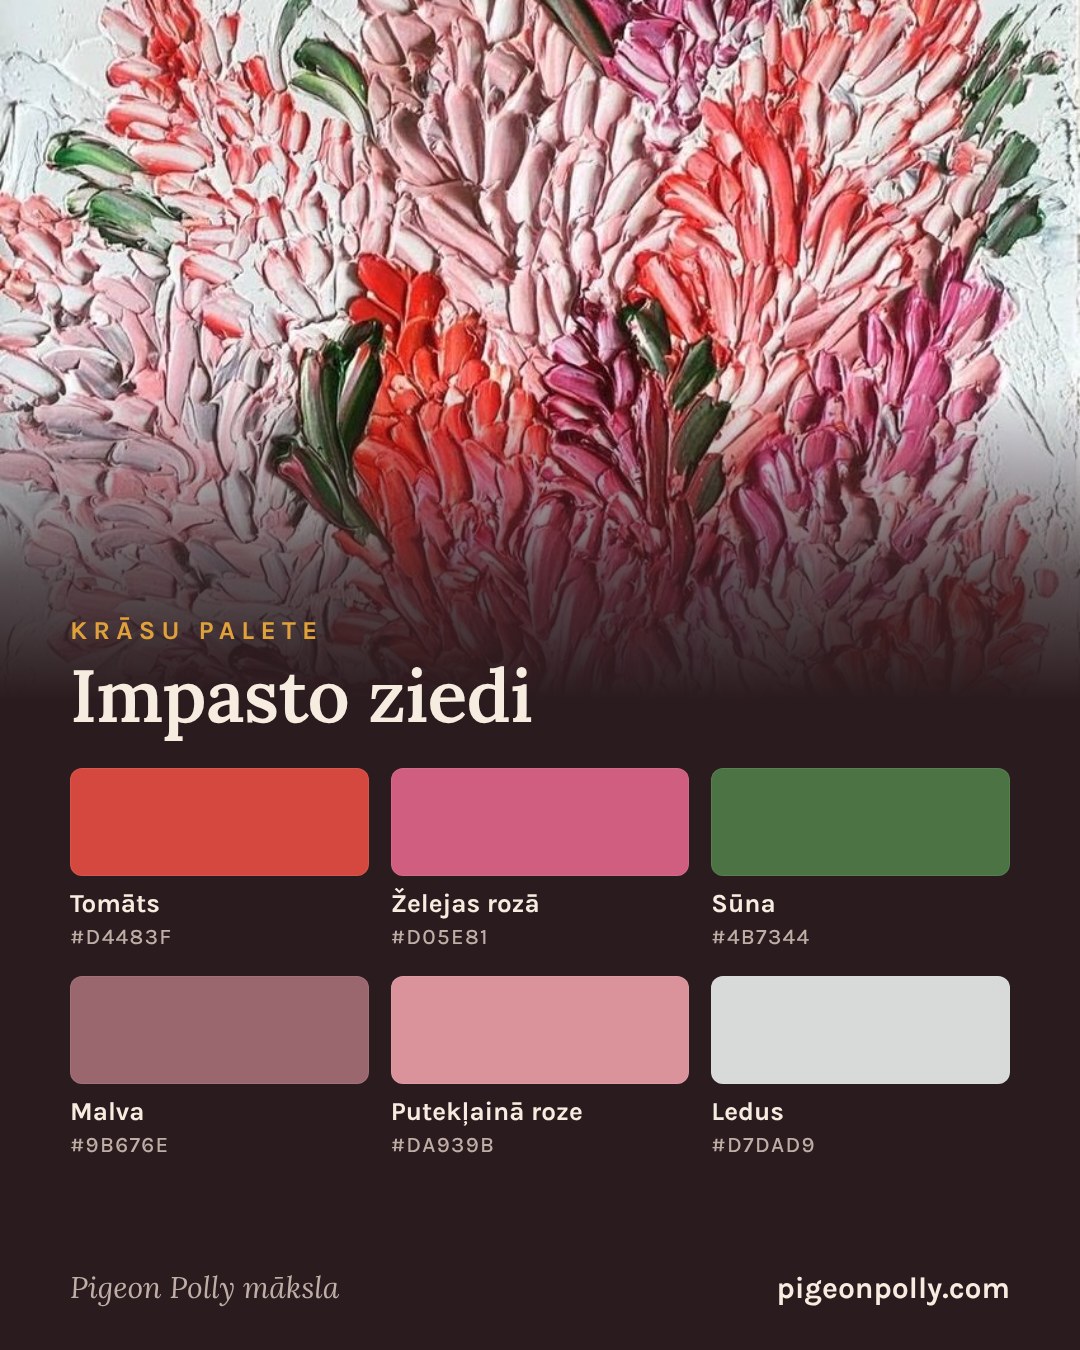 KRĀSU PALETE
Impasto ziedi
Tomāts
#D4483F
Želejas rozā
#D05E81
Sūna
#4B7344
Malva
#9B676E
Putekļainā roze
#DA939B
Ledus
#D7DAD9
Pigeon Polly māksla
pigeonpolly.com